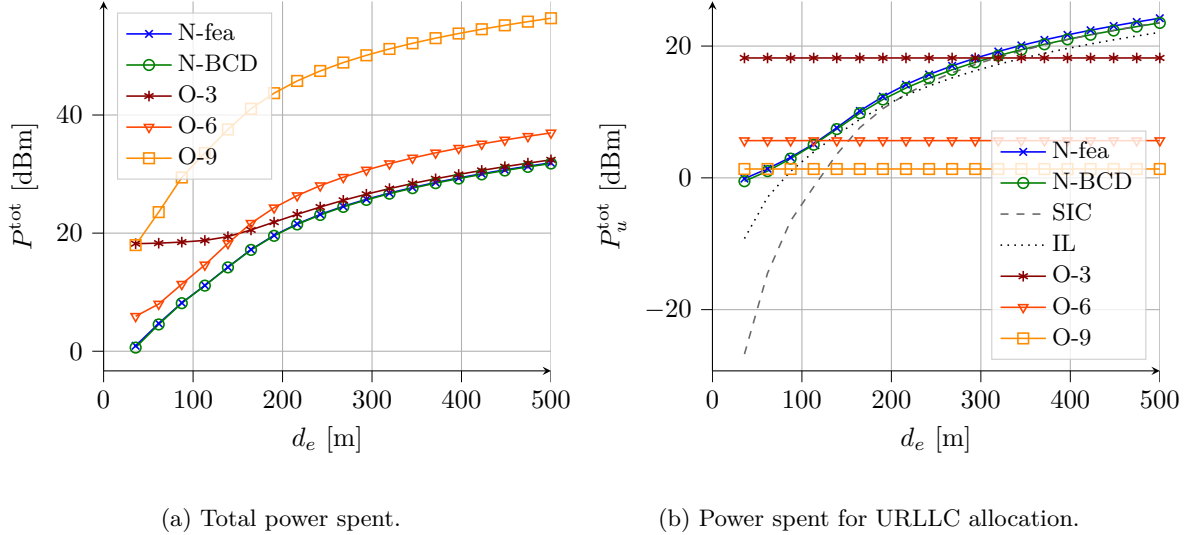 N-fea
N-BCD
O-3
O-6
O-9
40
20
0
P^tot [dBm]
0 100 200 300 400 500
d_e [m]
(a) Total power spent.
20
0
−20
P_u^tot [dBm]
N-fea
N-BCD
SIC
IL
O-3
O-6
O-9
0 100 200 300 400 500
d_e [m]
(b) Power spent for URLLC allocation.